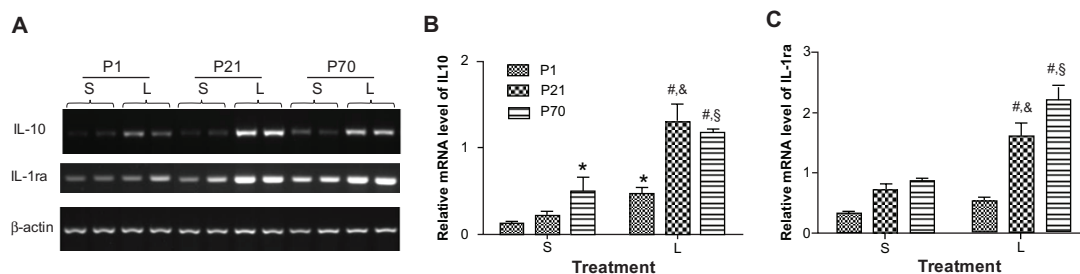 A
P1 P21 P70
S L S L S L
IL-10
IL-1ra
β-actin
B
Relative mRNA level of IL10
2
1
0
P1
P21
P70
*
*
#,&
#,§
S L
Treatment
C
Relative mRNA level of IL-1ra
3
2
1
0
#,&
#,§
S L
Treatment